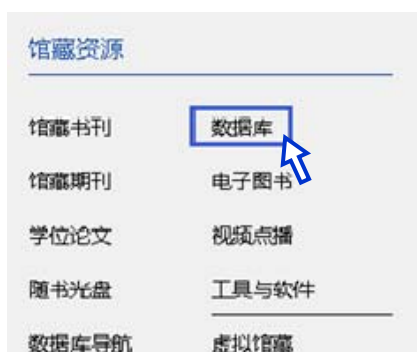 馆藏资源
馆藏书刊 数据库
馆藏期刊 电子图书
学位论文 视频点播
随书光盘 工具与软件
数据库导航 虚拟馆藏